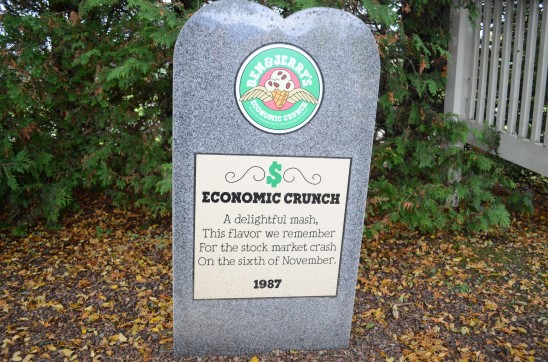 BEN & JERRY'S
ECONOMIC CRUNCH
$
ECONOMIC CRUNCH
A delightful mash,
This flavor we remember
For the stock market crash
On the sixth of November.
1987